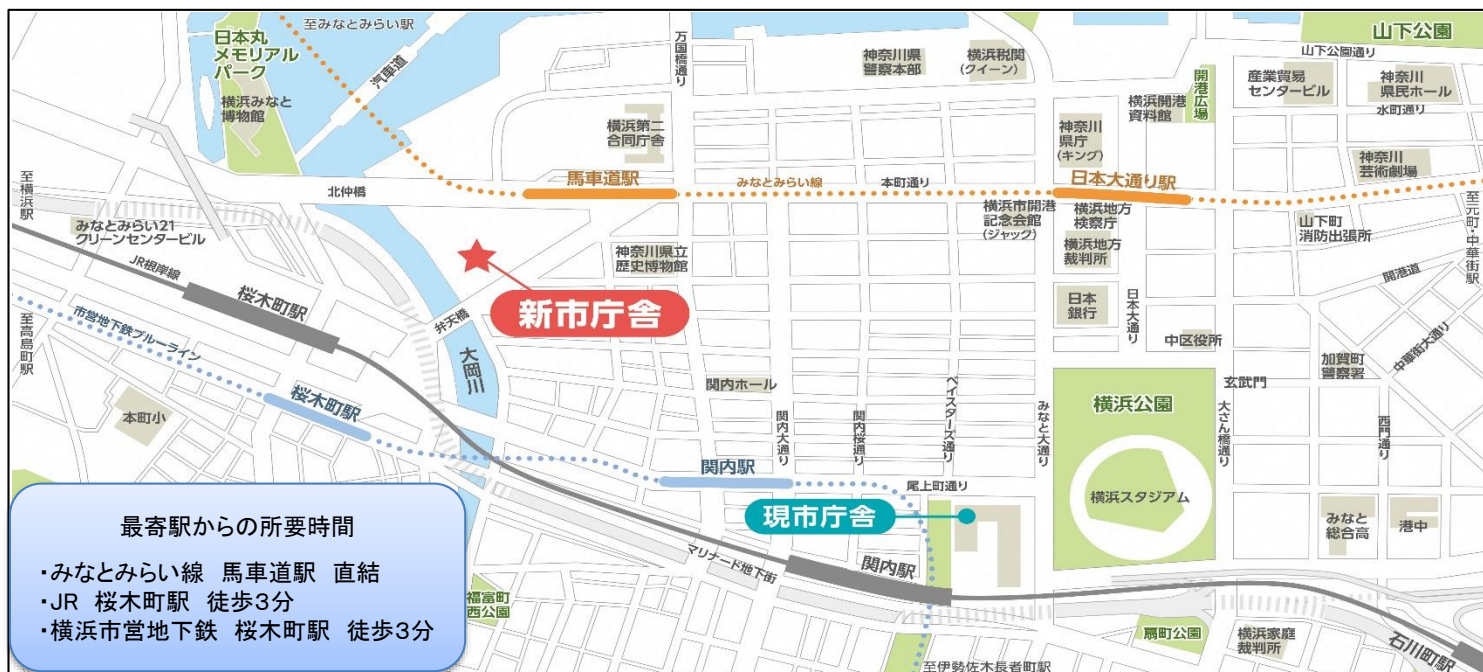 至みなとみらい駅
日本丸
メモリアル
パーク
汽車道
横浜みなと
博物館
万国橋通り
神奈川県
警察本部
横浜税関
(クイーン)
山下公園
山下公園通り
開港広場
産業貿易
センタービル
神奈川
県民ホール
水町通り
横浜第二
合同庁舎
横浜開港
資料館
神奈川
県庁
(キング)
神奈川
芸術劇場
至横浜駅
北仲橋
馬車道駅
みなとみらい線
本町通り
日本大通り駅
至元町・中華街駅
みなとみらい21
クリーンセンタービル
横浜市開港
記念会館
(ジャック)
横浜地方
検察庁
横浜地方
裁判所
山下町
消防出張所
開港道
神奈川県立
歴史博物館
JR根岸線
桜木町駅
新市庁舎
弁天橋
大岡川
日本
銀行
日本大通り
中区役所
中華街大通り
加賀町
警察署
至高島町駅
市営地下鉄ブルーライン
桜木町駅
本町小
関内ホール
関内大通り
関内桜通り
ベイスターズ通り
みなと大通り
横浜公園
玄武門
大さん橋通り
西門通り
関内駅
尾上町通り
横浜スタジアム
現市庁舎
みなと
総合高
港中
マリナード地下街
関内駅
福富町
西公園
扇町公園
横浜家庭
裁判所
石川町駅
至伊勢佐木長者町駅
最寄駅からの所要時間
・みなとみらい線 馬車道駅 直結
・JR 桜木町駅 徒歩3分
・横浜市営地下鉄 桜木町駅 徒歩3分